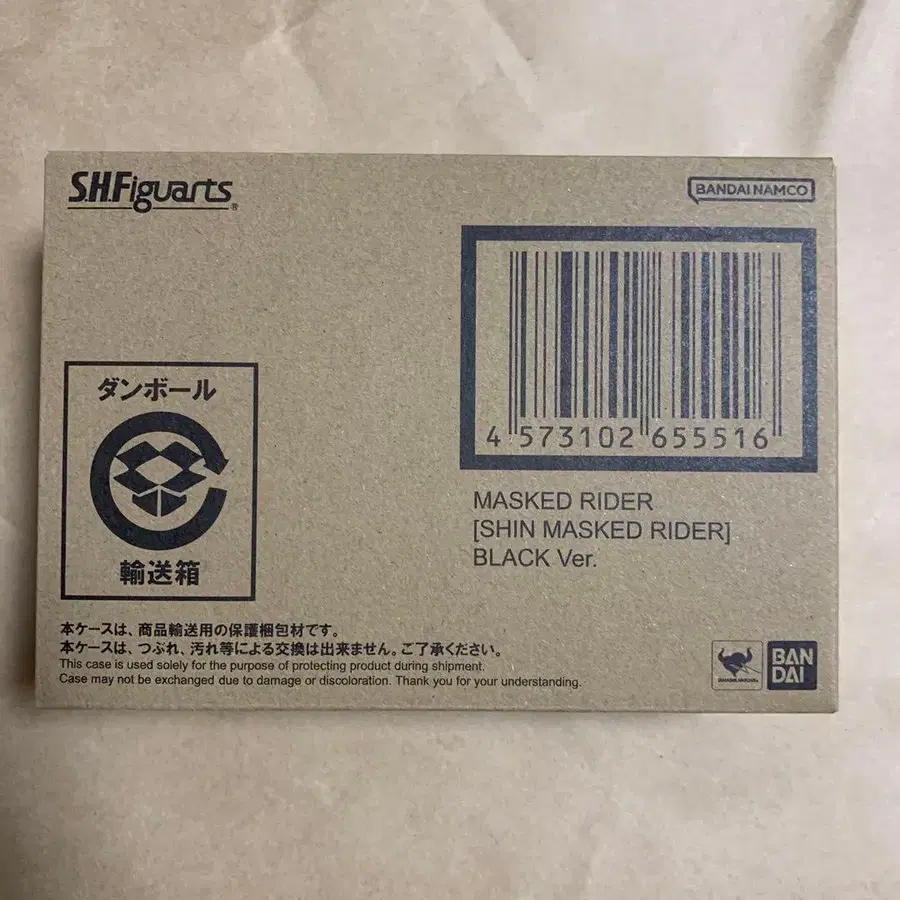 S.H.Figuarts®
BANDAI NAMCO
4 573102 655516
MASKED RIDER
[SHIN MASKED RIDER]
BLACK Ver.
ダンボール
輸送箱
本ケースは、商品輸送用の保護梱包材です。
本ケースは、つぶれ、汚れ等による交換は出来ません。ご了承ください。
This case is used solely for the purpose of protecting product during shipment.
Case may not be exchanged due to damage or discoloration. Thank you for your understanding.
BAN
DAI